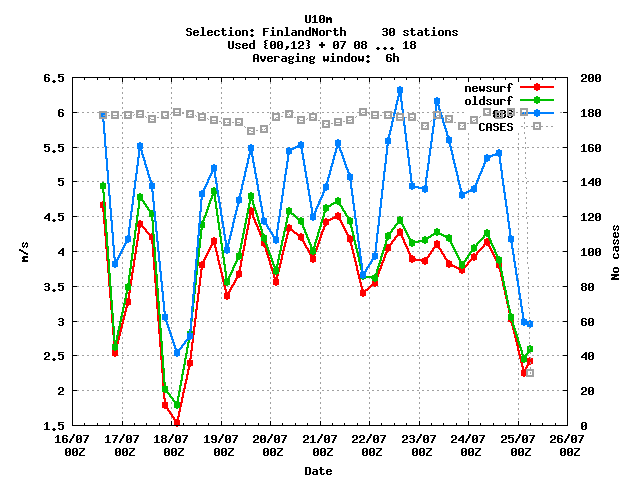 U10m
Selection: FinlandNorth 30 stations
Used {00,12} + 07 08 ... 18
Averaging window: 6h
6.5
6
5.5
5
4.5
4
3.5
3
2.5
2
1.5
m/s
200
180
160
140
120
100
80
60
40
20
0
No cases
newsurf
oldsurf
OBS
CASES
16/07 17/07 18/07 19/07 20/07 21/07 22/07 23/07 24/07 25/07 26/07
00Z 00Z 00Z 00Z 00Z 00Z 00Z 00Z 00Z 00Z 00Z
Date